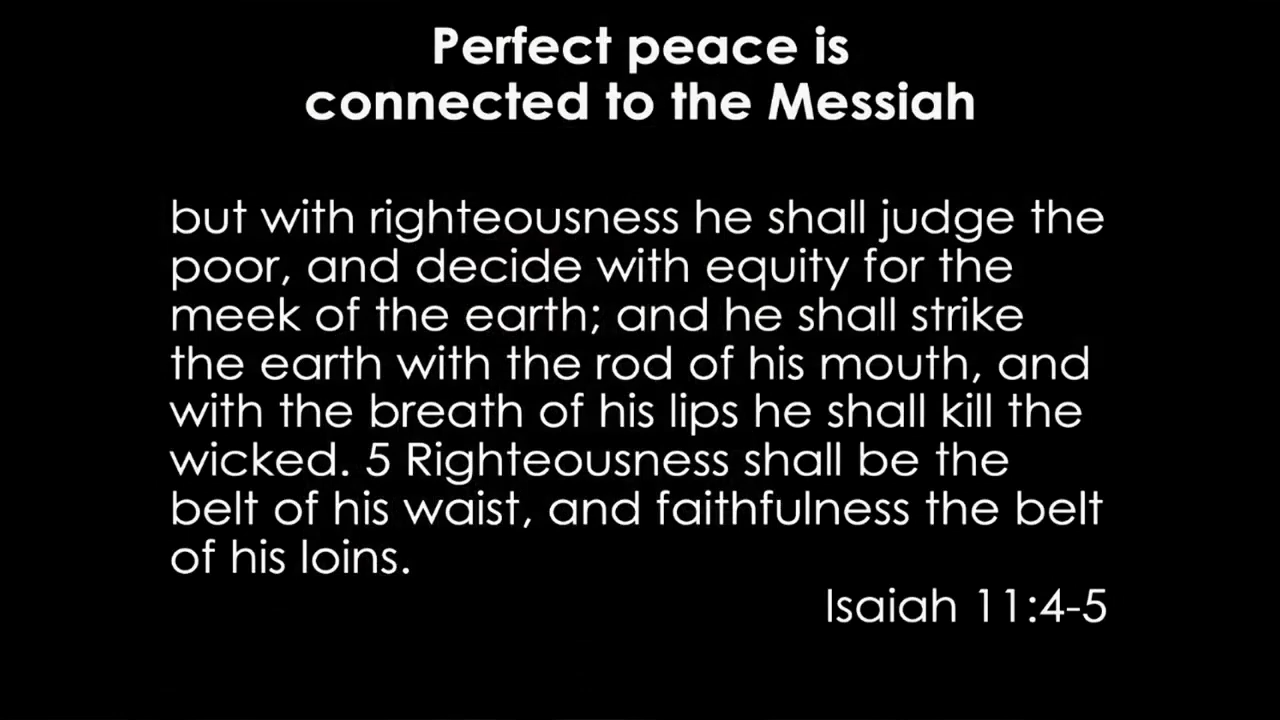 Perfect peace is
connected to the Messiah
but with righteousness he shall judge the
poor, and decide with equity for the
meek of the earth; and he shall strike
the earth with the rod of his mouth, and
with the breath of his lips he shall kill the
wicked. 5 Righteousness shall be the
belt of his waist, and faithfulness the belt
of his loins.
Isaiah 11:4-5